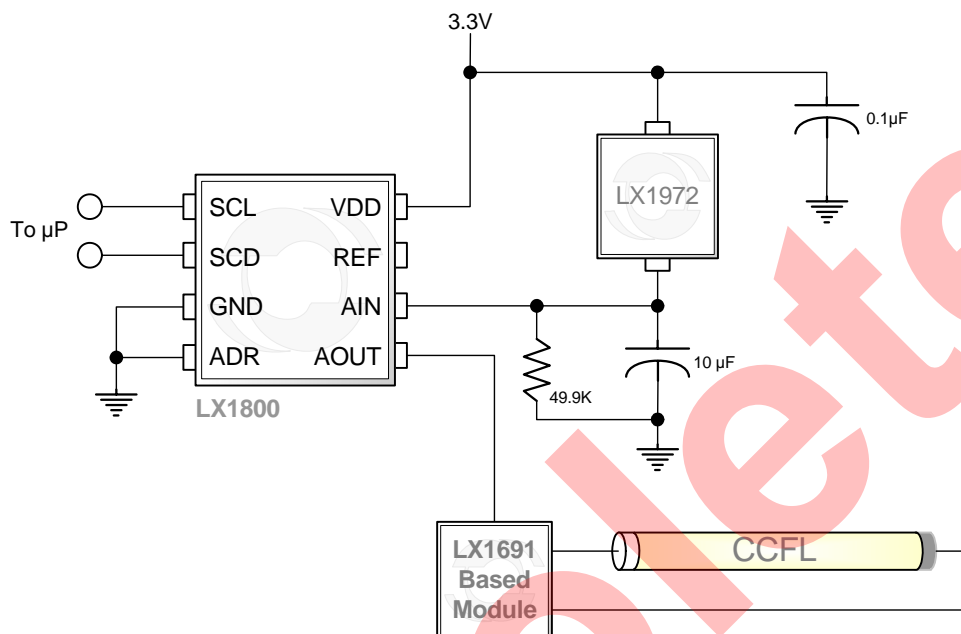 3.3V
0.1µF
LX1972
To µP
SCL VDD
SCD REF
GND AIN
ADR AOUT
LX1800
49.9K
10 µF
LX1691
Based
Module
CCFL
olete